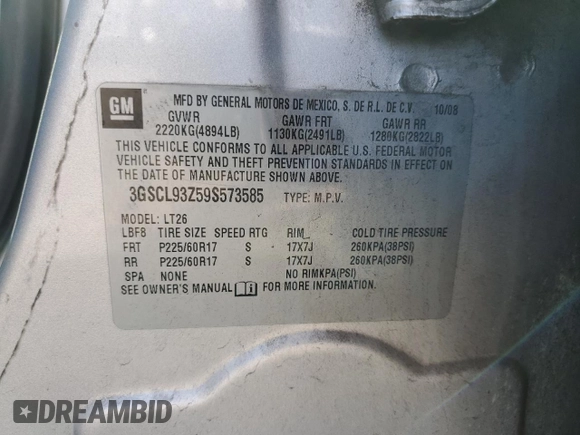 GM
MFD BY GENERAL MOTORS DE MEXICO, S. DE R.L. DE C.V. 10/08
GVWR GAWR FRT GAWR RR
2220KG(4894LB) 1130KG(2491LB) 1280KG(2822LB)
THIS VEHICLE CONFORMS TO ALL APPLICABLE U.S. FEDERAL MOTOR
VEHICLE SAFETY AND THEFT PREVENTION STANDARDS IN EFFECT ON THE
DATE OF MANUFACTURE SHOWN ABOVE.
3GSCL93Z59S573585 TYPE: M.P.V.
MODEL: LT26
LBFB TIRE SIZE SPEED RTG RIM COLD TIRE PRESSURE
FRT P225/60R17 S 17X7J 260KPA(38PSI)
RR P225/60R17 S 17X7J 260KPA(38PSI)
SPA NONE NO RIMKPA(PSI)
SEE OWNER'S MANUAL FOR MORE INFORMATION.
DREAMBID